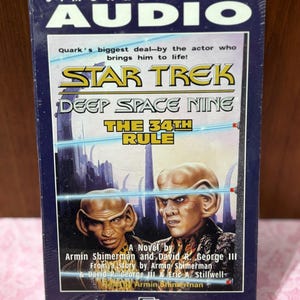 AUDIO
Quark's biggest deal—by the actor who
brings him to life!
STAR TREK
DEEP SPACE NINE
THE 34TH
RULE
A Novel by
Armin Shimerman and David R. George III
From a Story by Armin Shimerman
& David R. George III & Eric A. Stillwell
Armin Shimerman